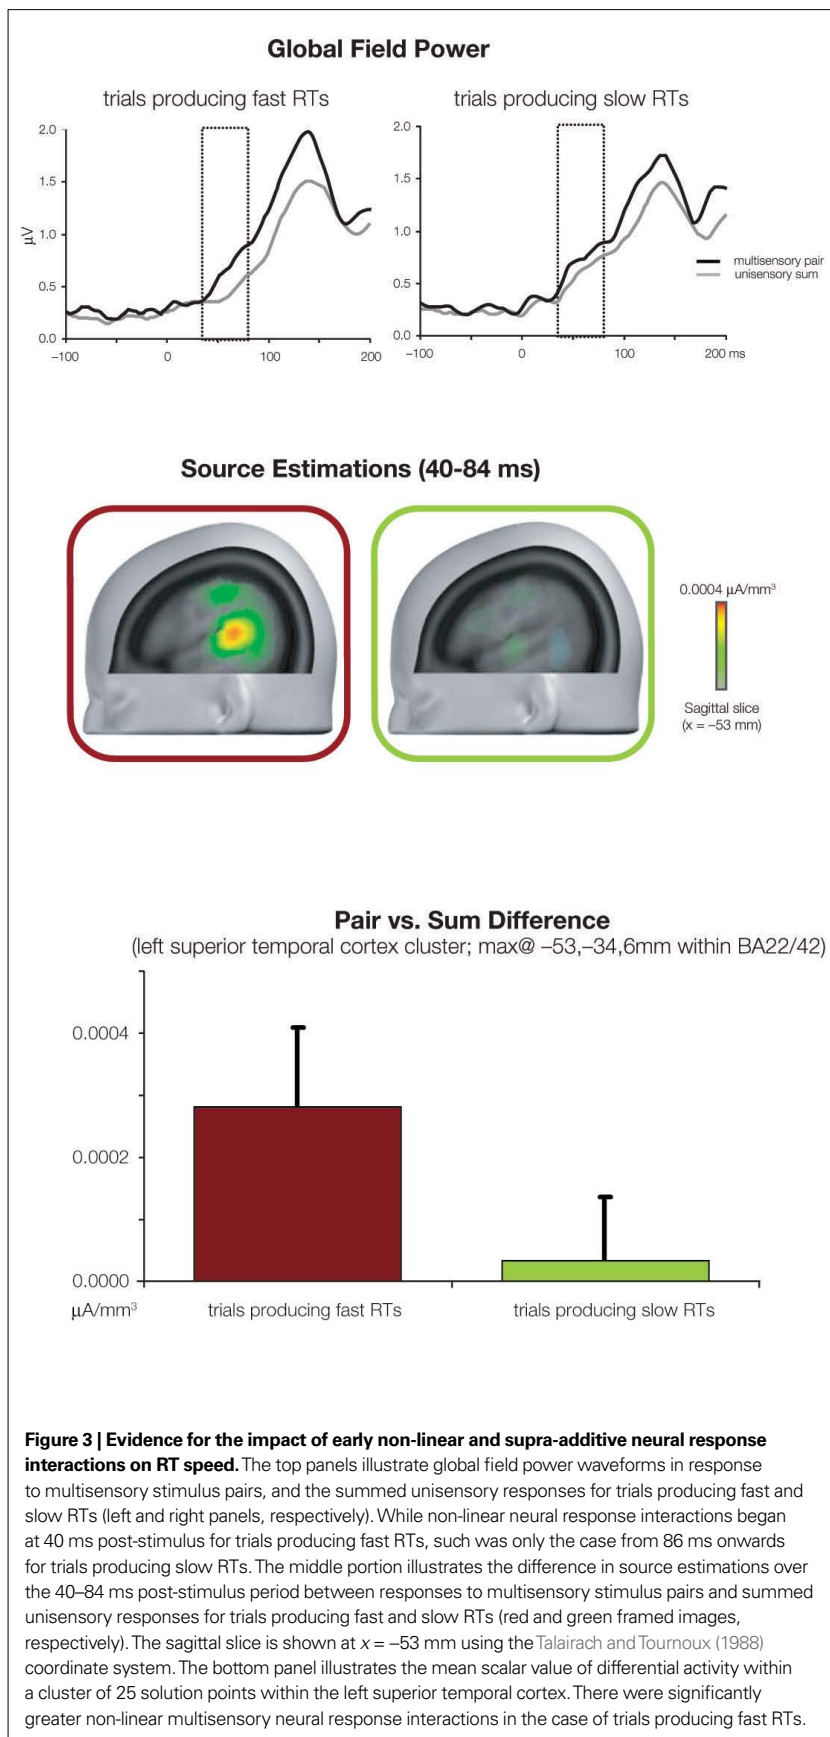 Global Field Power
trials producing fast RTs
trials producing slow RTs
2.0
1.5
1.0
0.5
0.0
μV
–100
0
100
200
2.0
1.5
1.0
0.5
0.0
–100
0
100
200 ms
multisensory pair
unisensory sum
Source Estimations (40-84 ms)
0.0004 μA/mm³
Sagittal slice
(x = –53 mm)
Pair vs. Sum Difference
(left superior temporal cortex cluster; max@ –53,–34,6mm within BA22/42)
0.0004
0.0002
0.0000
μA/mm³
trials producing fast RTs
trials producing slow RTs
Figure 3 | Evidence for the impact of early non-linear and supra-additive neural response
interactions on RT speed. The top panels illustrate global field power waveforms in response
to multisensory stimulus pairs, and the summed unisensory responses for trials producing fast and
slow RTs (left and right panels, respectively). While non-linear neural response interactions began
at 40 ms post-stimulus for trials producing fast RTs, such was only the case from 86 ms onwards
for trials producing slow RTs. The middle portion illustrates the difference in source estimations over
the 40–84 ms post-stimulus period between responses to multisensory stimulus pairs and summed
unisensory responses for trials producing fast and slow RTs (red and green framed images,
respectively). The sagittal slice is shown at x = –53 mm using the Talairach and Tournoux (1988)
coordinate system. The bottom panel illustrates the mean scalar value of differential activity within
a cluster of 25 solution points within the left superior temporal cortex. There were significantly
greater non-linear multisensory neural response interactions in the case of trials producing fast RTs.